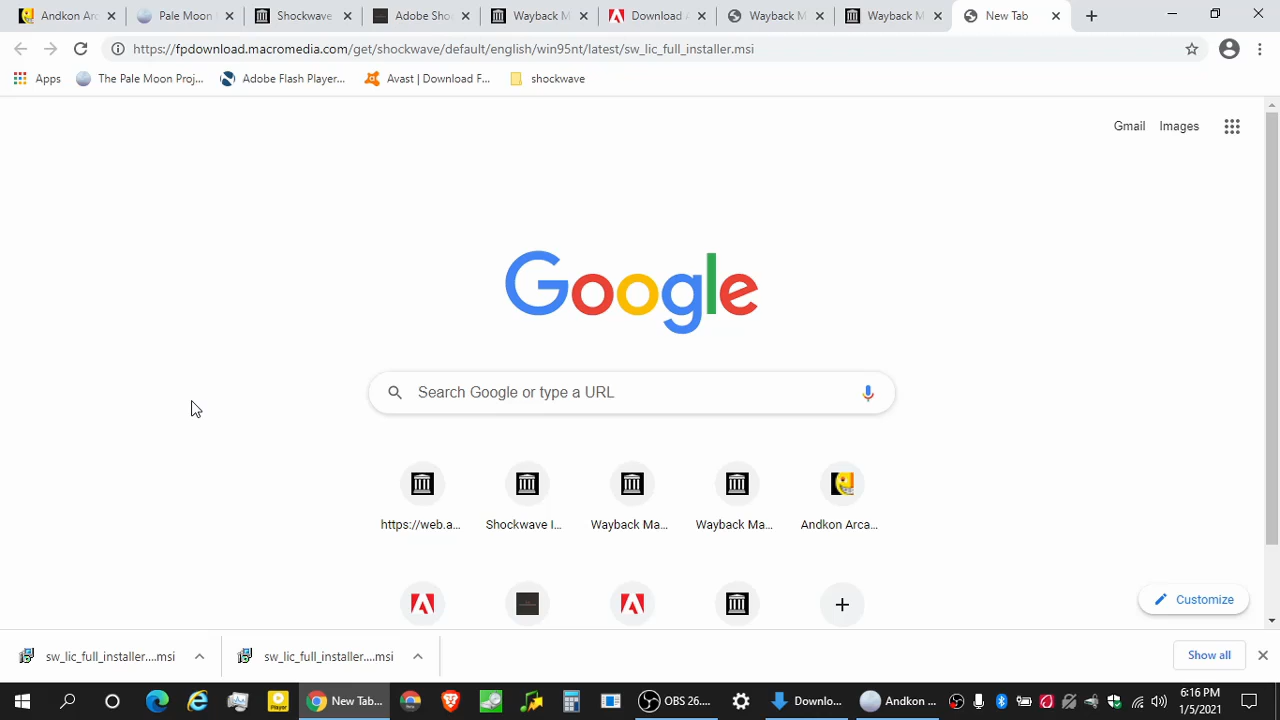 Andkon Arc
Pale Moon
Shockwave
Adobe Sho
Wayback M
Download A
Wayback M
Wayback M
New Tab
https://fpdownload.macromedia.com/get/shockwave/default/english/win95nt/latest/sw_lic_full_installer.msi
Apps
The Pale Moon Proj...
Adobe Flash Player...
Avast | Download F...
shockwave
Gmail
Images
Google
Search Google or type a URL
https://web.a...
Shockwave I...
Wayback Ma...
Wayback Ma...
Andkon Arca...
Customize
sw_lic_full_installer....msi
sw_lic_full_installer....msi
Show all
Player
New Tab...
OBS 26....
Downlo...
Andkon ...
6:16 PM
1/5/2021